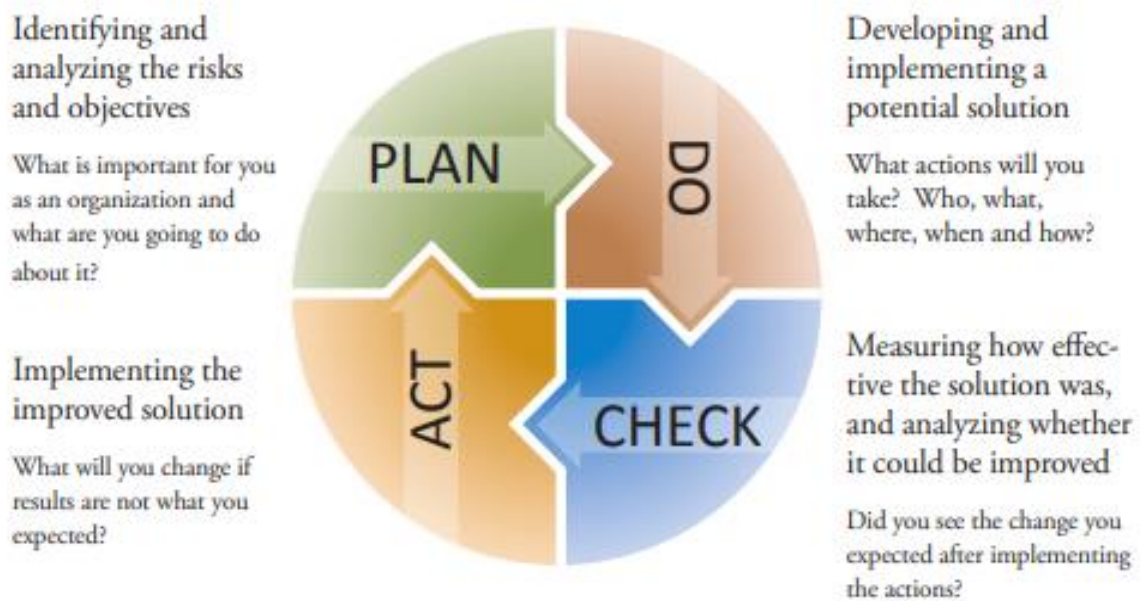 Identifying and
analyzing the risks
and objectives
What is important for you
as an organization and
what are you going to do
about it?
PLAN
DO
Developing and
implementing a
potential solution
What actions will you
take? Who, what,
where, when and how?
Implementing the
improved solution
What will you change if
results are not what you
expected?
ACT
CHECK
Measuring how effec-
tive the solution was,
and analyzing whether
it could be improved
Did you see the change you
expected after implementing
the actions?